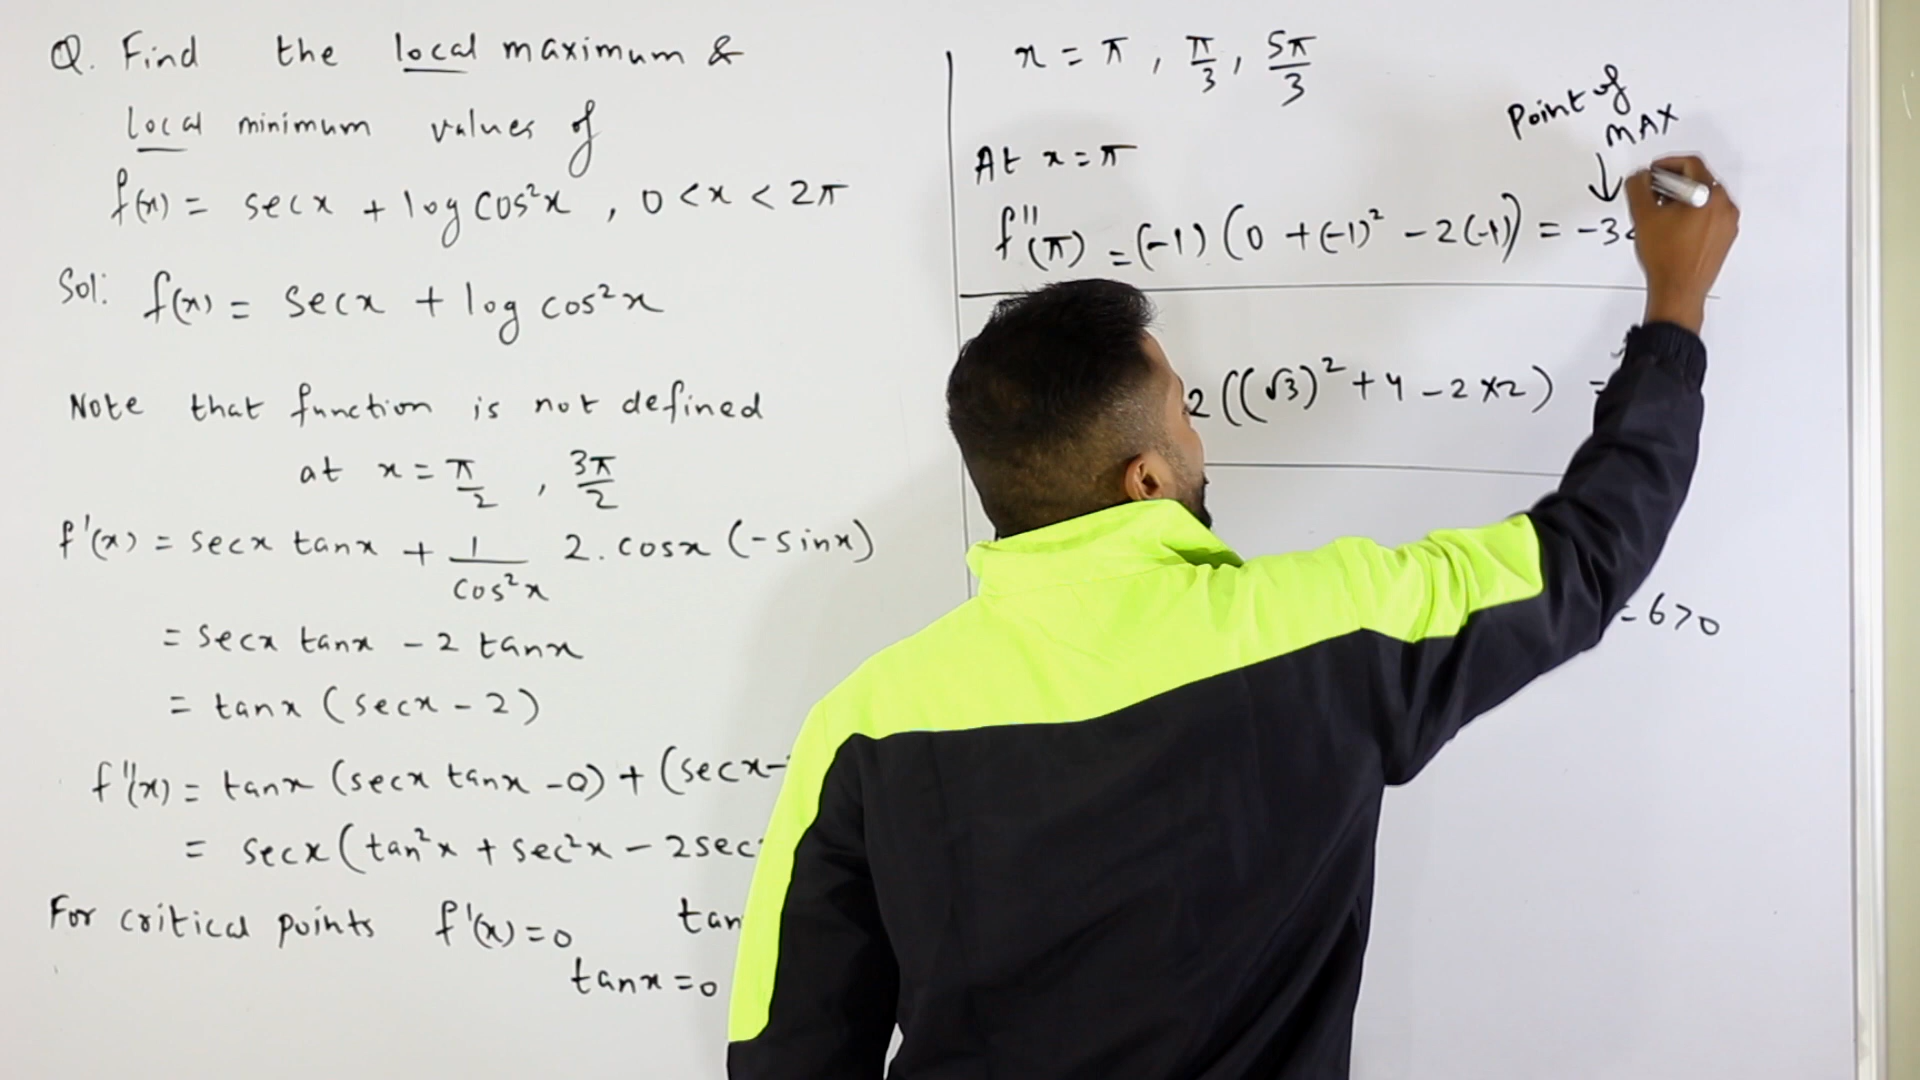 Q. Find the local maximum &
local minimum values of
f(x) = secx + log cos²x , 0 < x < 2π
Sol: f(x) = secx + log cos²x
Note that function is not defined
at x = π/2 , 3π/2
f'(x) = secx tanx + 1/cos²x 2. cosx (-sinx)
= secx tanx - 2 tanx
= tanx (secx - 2)
f''(x) = tanx (secx tanx - 0) + (secx-
= secx (tan²x + sec²x - 2sec
For critical points f'(x) = 0 tan
tanx = 0
x = π , π/3 , 5π/3
Point of
MAX
At x = π
f''(π) = (-1) (0 + (-1)² - 2(-1)) = -3<
2((√3)² + 4 - 2×2) =
= 6>0